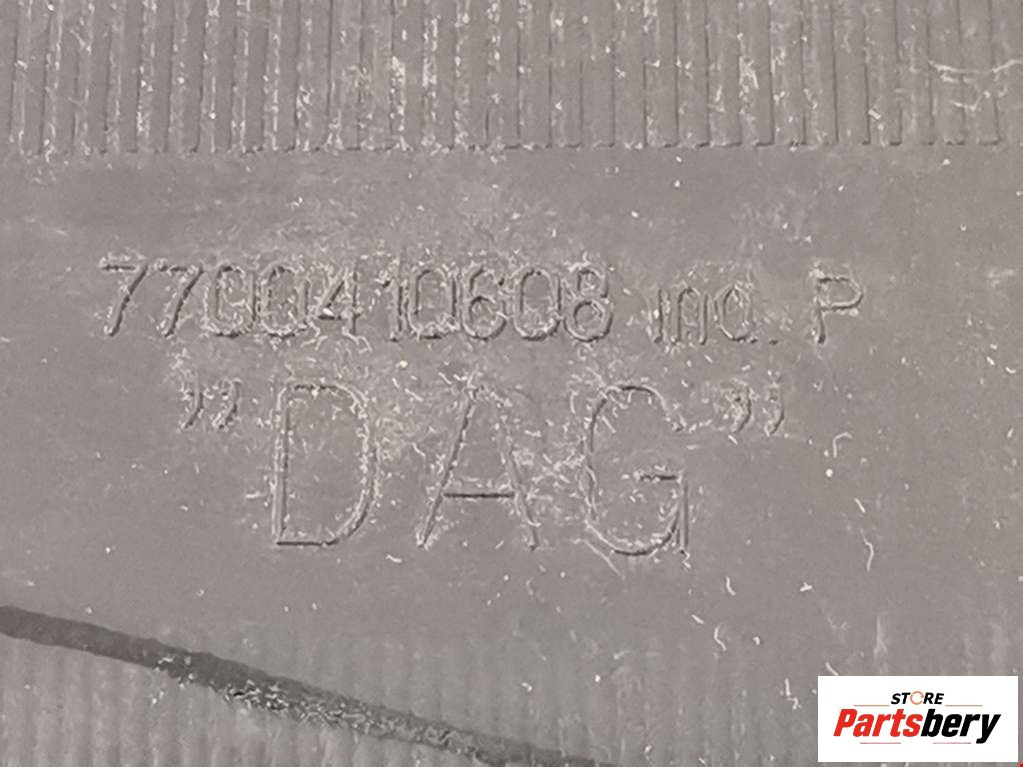 7700410608 ind. P
"DAG"
STORE
Partsbery